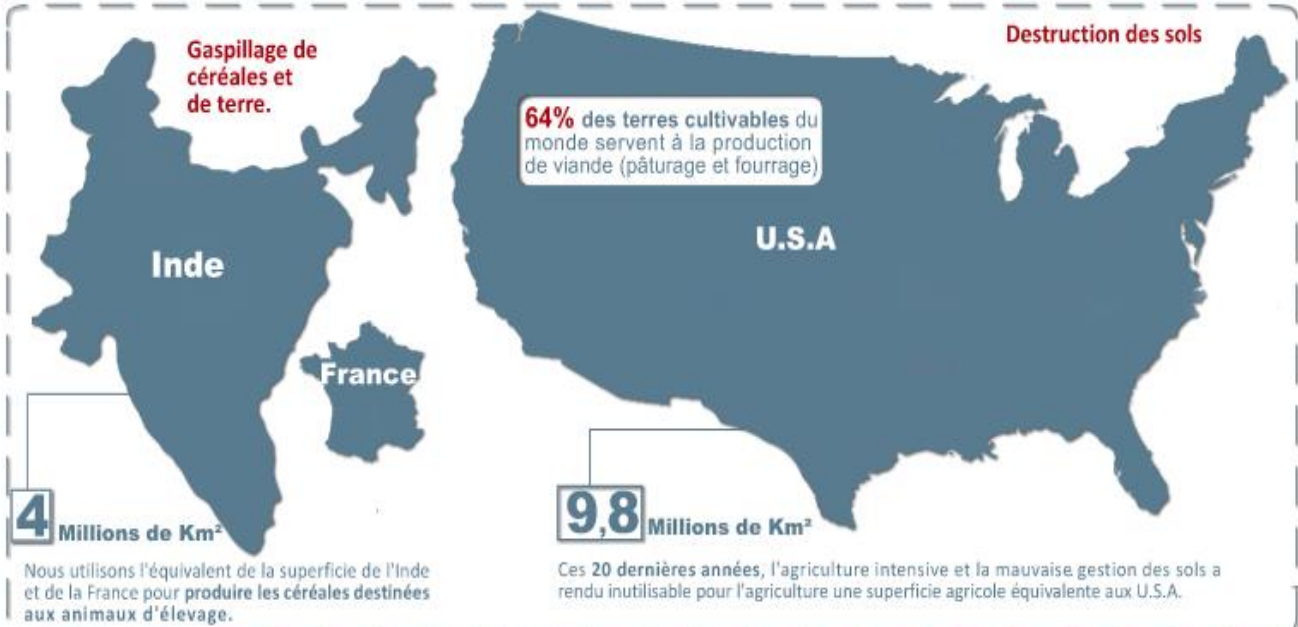 Gaspillage de
céréales et
de terre.
Inde
France
4 Millions de Km²
Nous utilisons l'équivalent de la superficie de l'Inde
et de la France pour produire les céréales destinées
aux animaux d'élevage.
Destruction des sols
64% des terres cultivables du
monde servent à la production
de viande (pâturage et fourrage)
U.S.A
9,8 Millions de Km²
Ces 20 dernières années, l'agriculture intensive et la mauvaise gestion des sols a
rendu inutilisable pour l'agriculture une superficie agricole équivalente aux U.S.A.